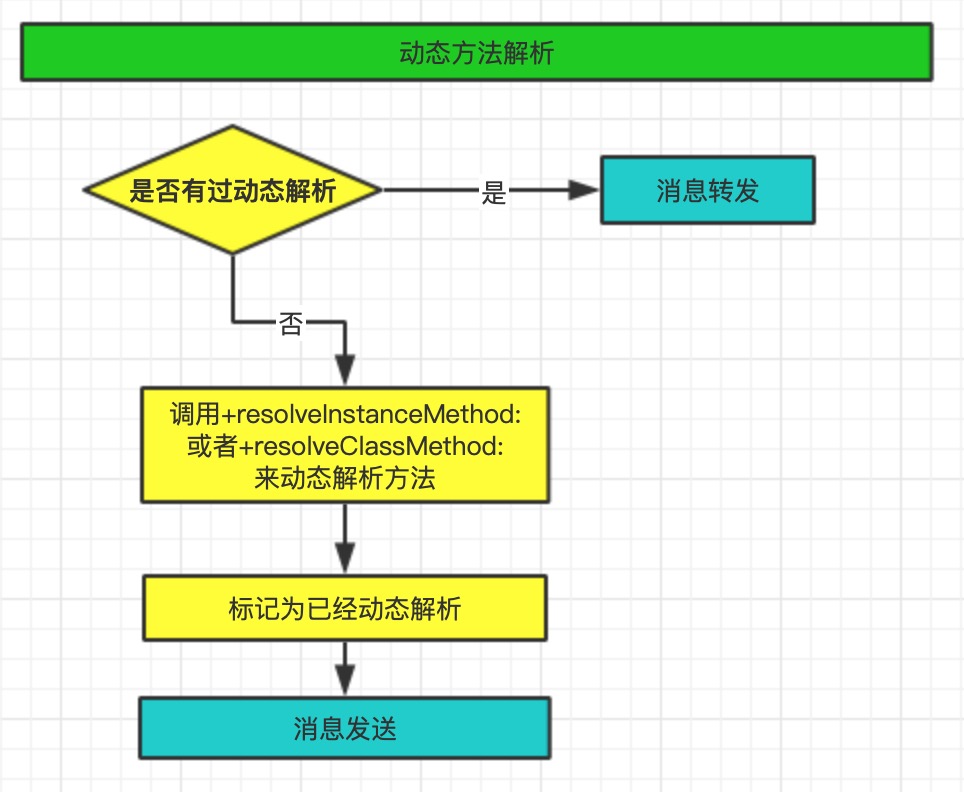 动态方法解析
是否有过动态解析
是
消息转发
否
调用+resolveInstanceMethod:
或者+resolveClassMethod:
来动态解析方法
标记为已经动态解析
消息发送